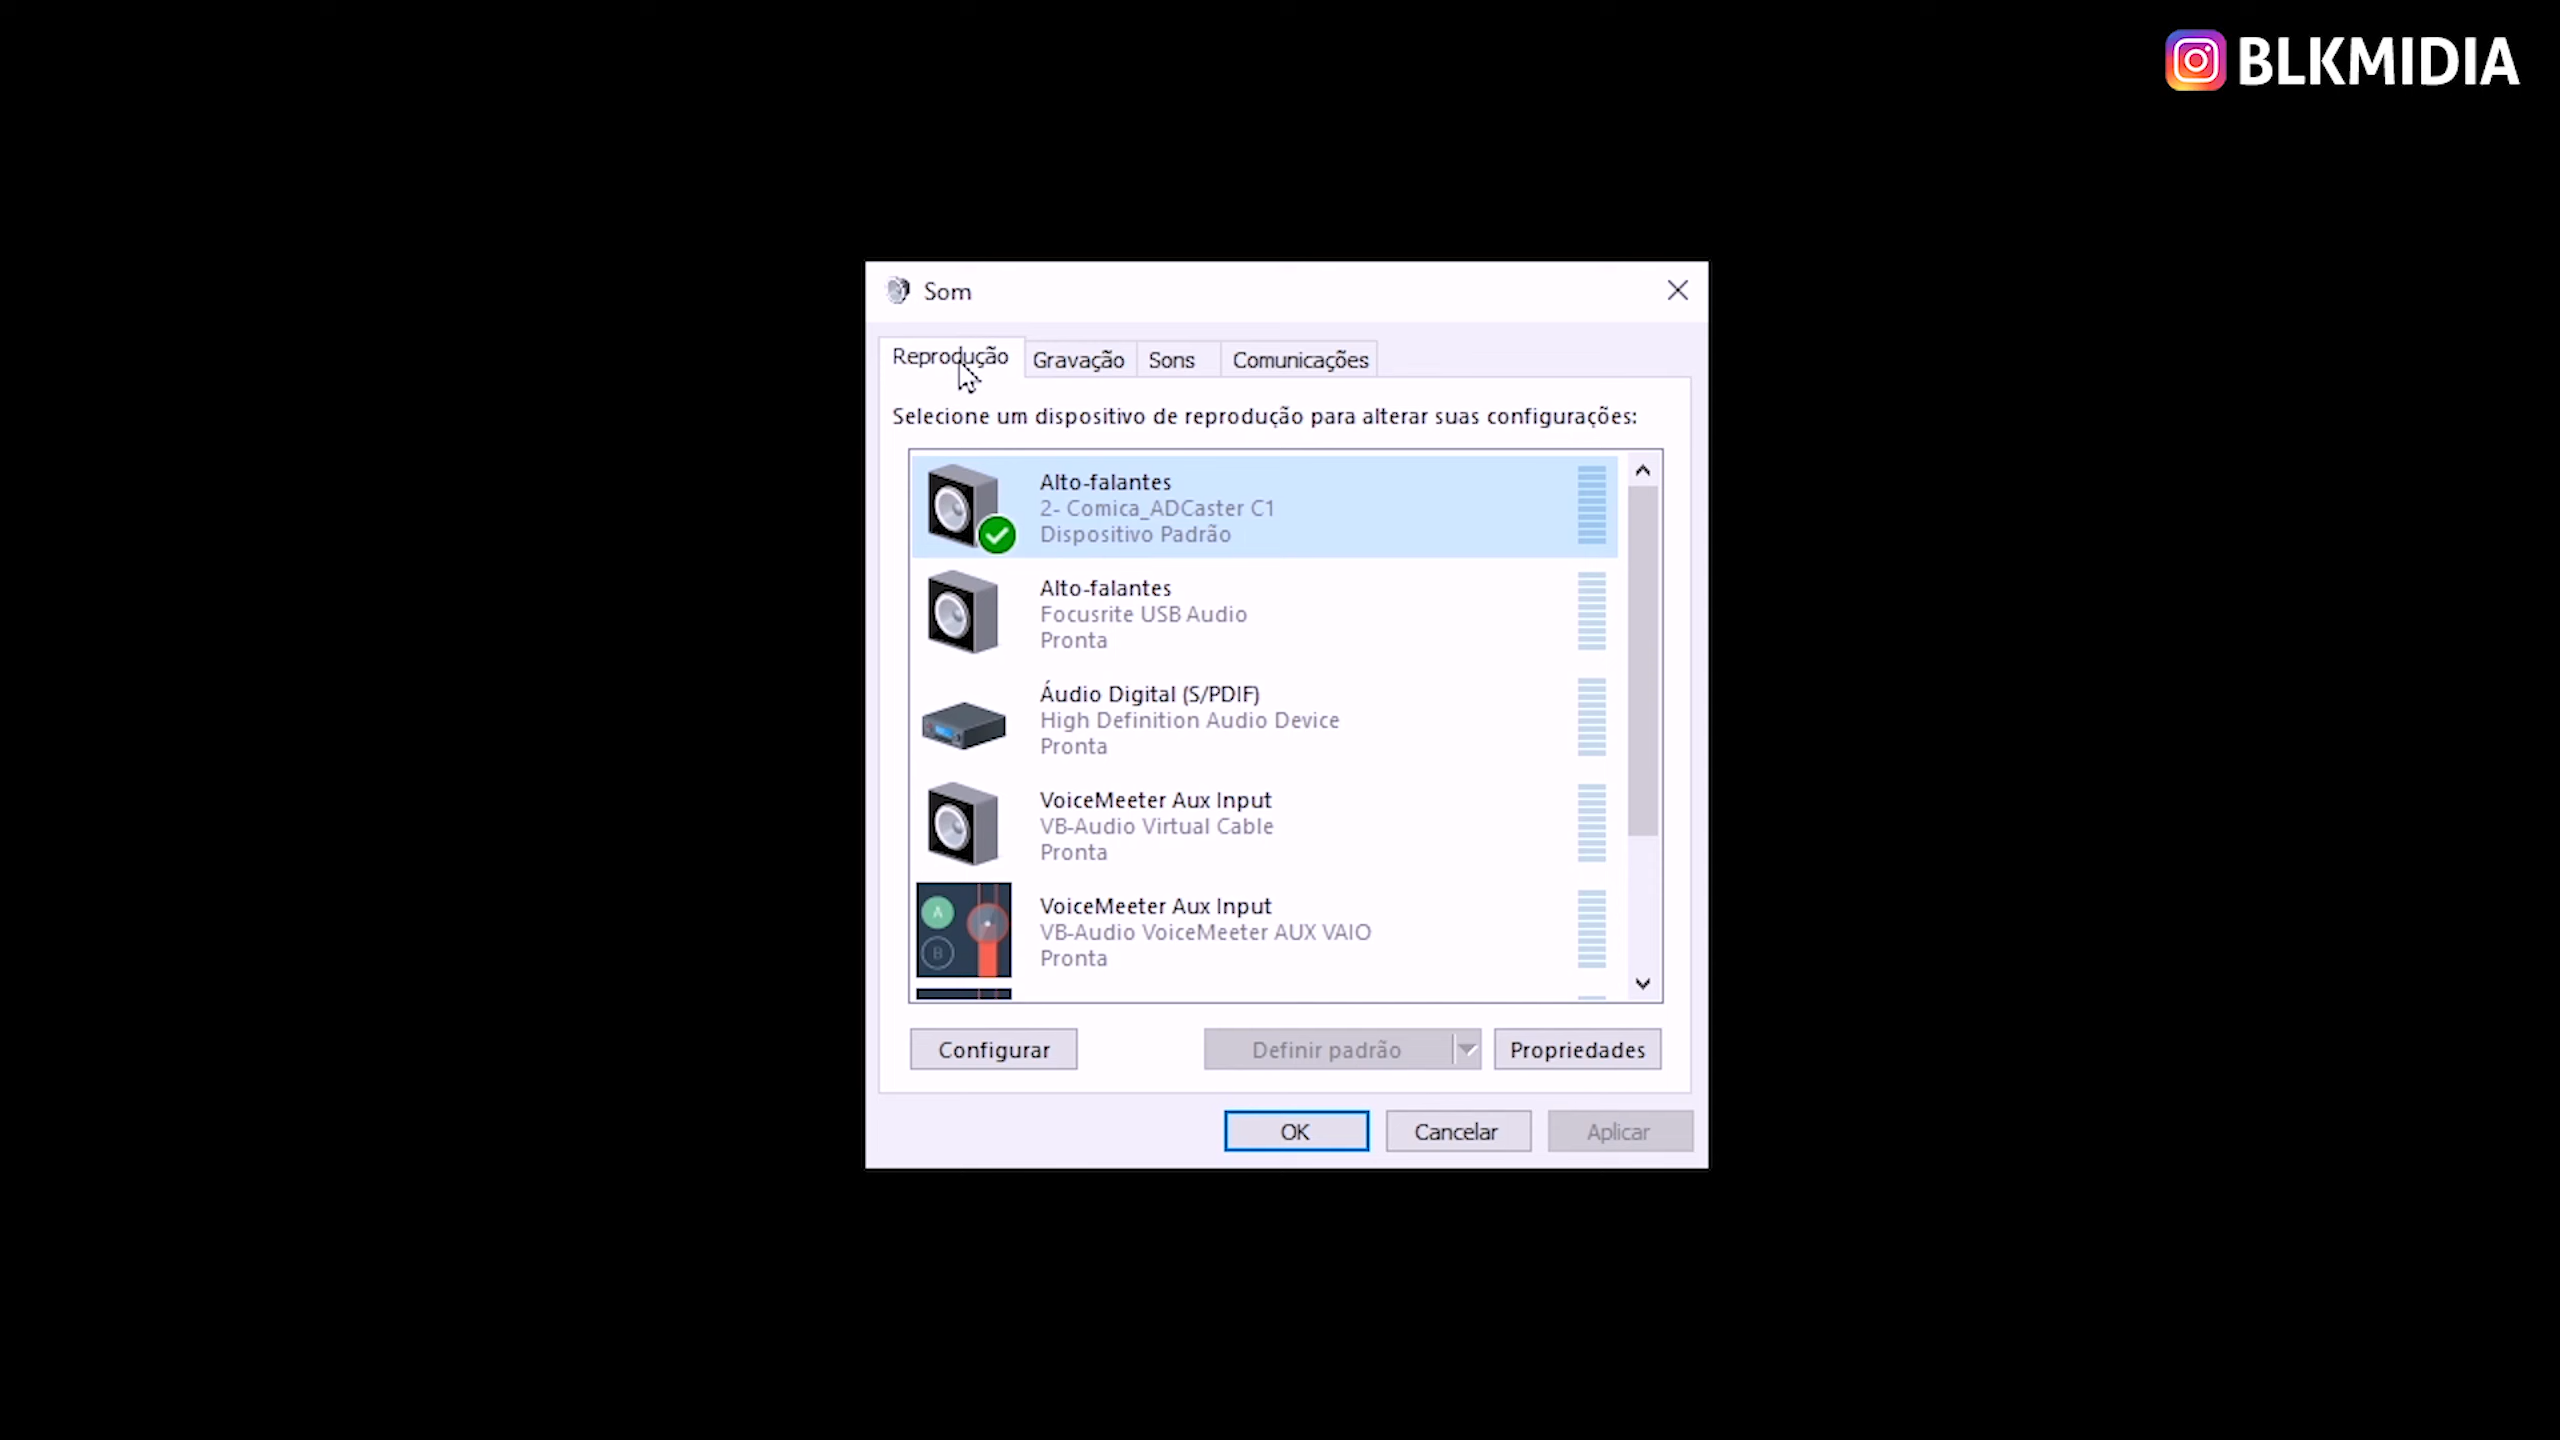 BLKMIDIA
Som
Reprodução Gravação Sons Comunicações
Selecione um dispositivo de reprodução para alterar suas configurações:
Alto-falantes
2- Comica_ADCaster C1
Dispositivo Padrão
Alto-falantes
Focusrite USB Audio
Pronta
Áudio Digital (S/PDIF)
High Definition Audio Device
Pronta
VoiceMeeter Aux Input
VB-Audio Virtual Cable
Pronta
A
B
VoiceMeeter Aux Input
VB-Audio VoiceMeeter AUX VAIO
Pronta
Configurar Definir padrão Propriedades
OK Cancelar Aplicar